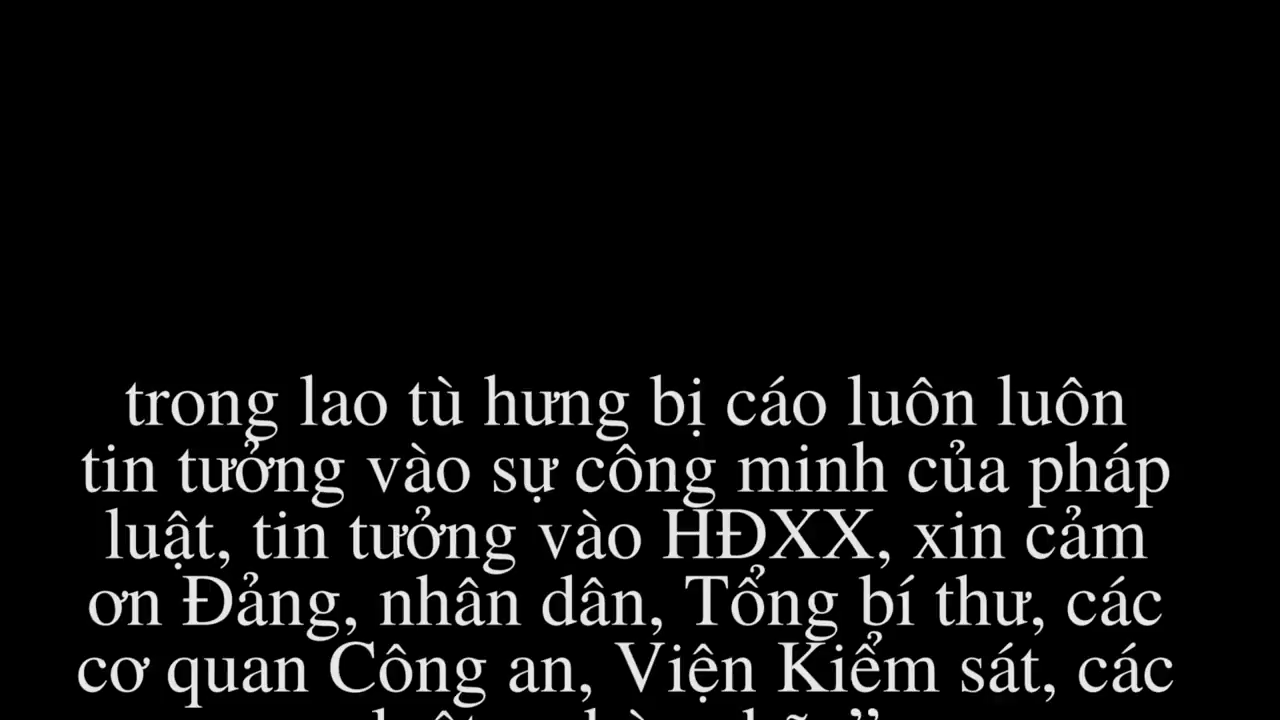 trong lao tù hưng bị cáo luôn luôn
tin tưởng vào sự công minh của pháp
luật, tin tưởng vào HĐXX, xin cảm
ơn Đảng, nhân dân, Tổng bí thư, các
cơ quan Công an, Viện Kiểm sát, các